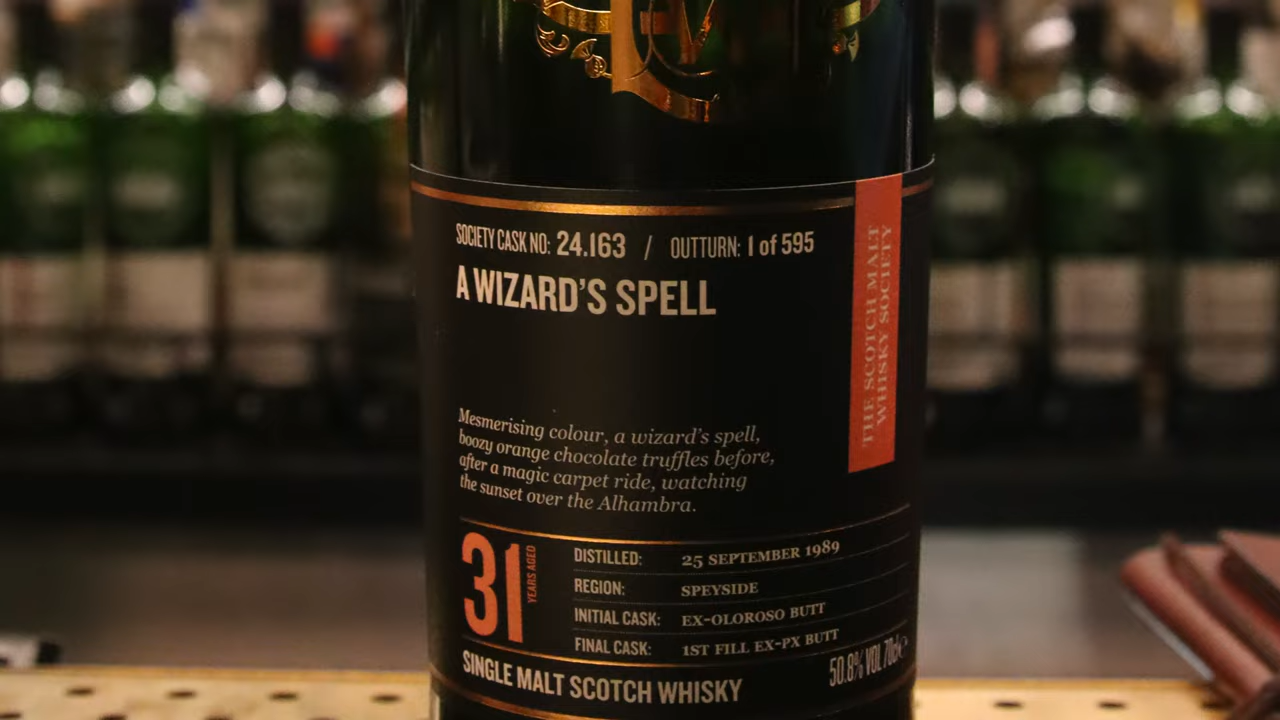 SOCIETY CASK NO: 24.163 / OUTTURN: 1 of 595
A WIZARD'S SPELL
THE SCOTCH MALT
WHISKY SOCIETY
Mesmerising colour, a wizard's spell,
boozy orange chocolate truffles before,
after a magic carpet ride, watching
the sunset over the Alhambra.
31 YEARS AGED
DISTILLED: 25 SEPTEMBER 1989
REGION: SPEYSIDE
INITIAL CASK: EX-OLOROSO BUTT
FINAL CASK: 1ST FILL EX-PX BUTT
SINGLE MALT SCOTCH WHISKY
50.8% VOL 70cl